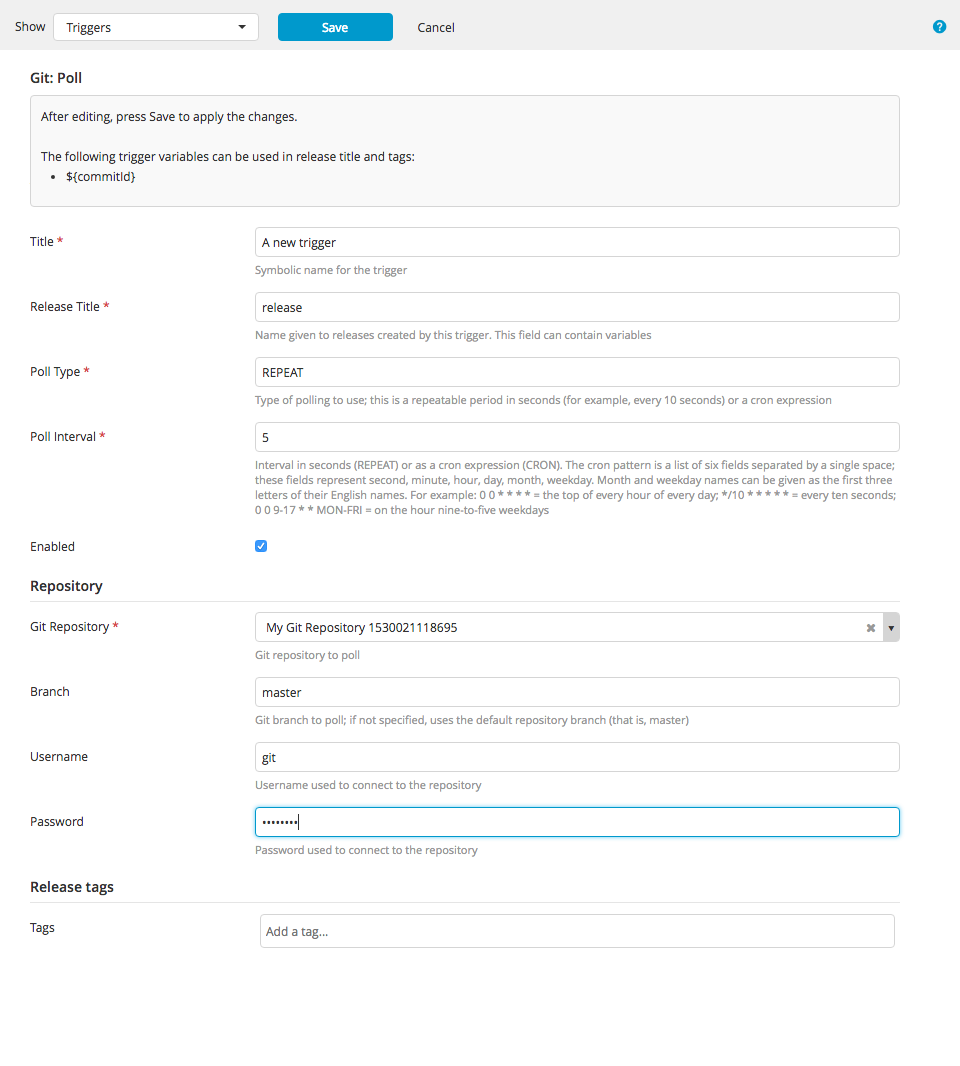 Show Triggers Save Cancel ?
Git: Poll
After editing, press Save to apply the changes.
The following trigger variables can be used in release title and tags:
• ${commitId}
Title * A new trigger
Symbolic name for the trigger
Release Title * release
Name given to releases created by this trigger. This field can contain variables
Poll Type * REPEAT
Type of polling to use; this is a repeatable period in seconds (for example, every 10 seconds) or a cron expression
Poll Interval * 5
Interval in seconds (REPEAT) or as a cron expression (CRON). The cron pattern is a list of six fields separated by a single space;
these fields represent second, minute, hour, day, month, weekday. Month and weekday names can be given as the first three
letters of their English names. For example: 0 0 * * * * = the top of every hour of every day; */10 * * * * * = every ten seconds;
0 0 9-17 * * MON-FRI = on the hour nine-to-five weekdays
Enabled
Repository
Git Repository * My Git Repository 1530021118695
Git repository to poll
Branch master
Git branch to poll; if not specified, uses the default repository branch (that is, master)
Username git
Username used to connect to the repository
Password ••••••••
Password used to connect to the repository
Release tags
Tags Add a tag...